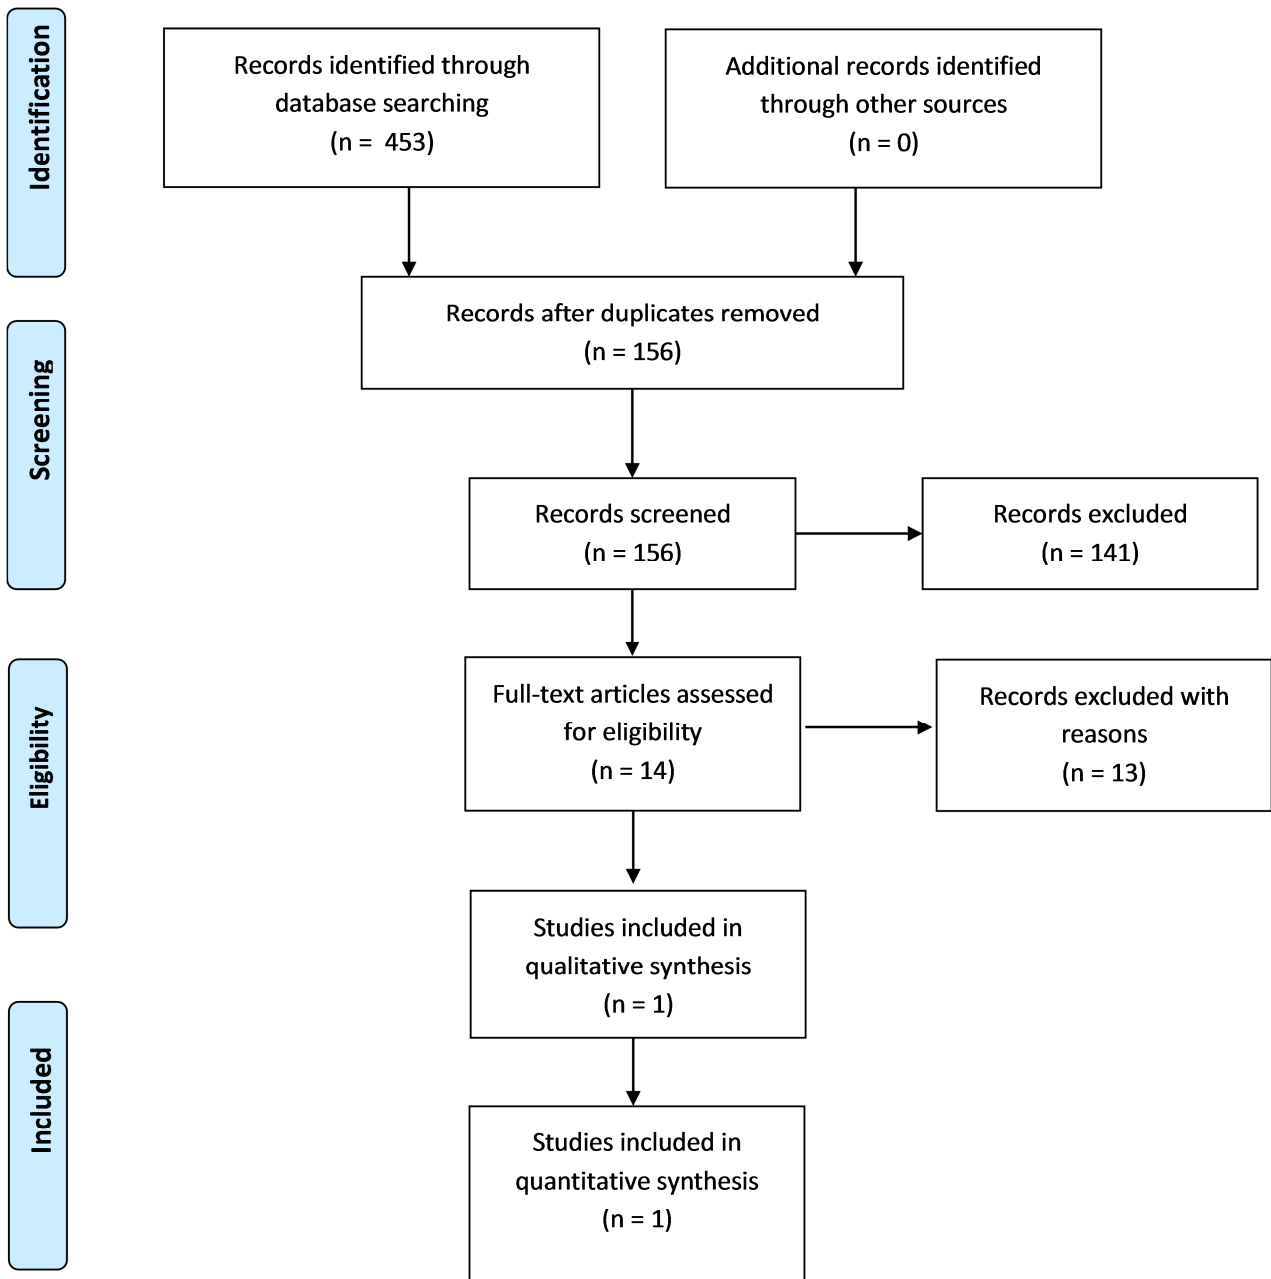 Identification
Records identified through
database searching
(n =  453)
Additional records identified
through other sources
(n = 0)
Records after duplicates removed
(n = 156)
Screening
Records screened
(n = 156)
Records excluded
(n = 141)
Eligibility
Full-text articles assessed
for eligibility
(n = 14)
Records excluded with
reasons
(n = 13)
Studies included in
qualitative synthesis
(n = 1)
Included
Studies included in
quantitative synthesis
(n = 1)